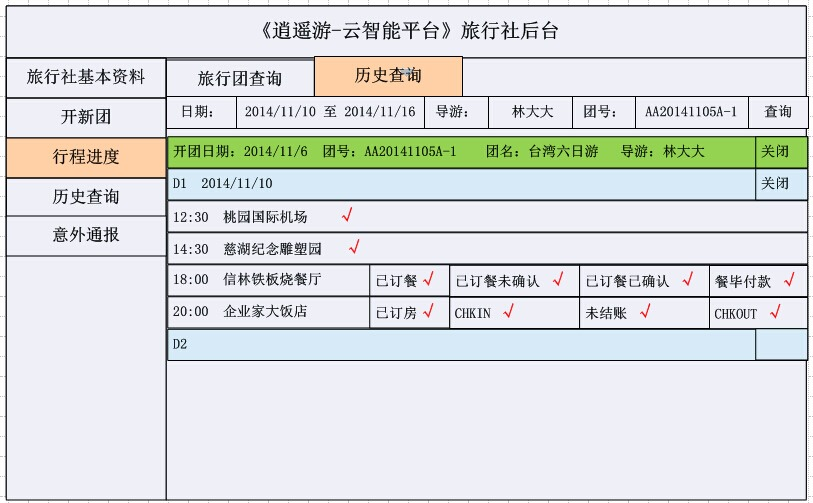 《逍遥游-云智能平台》旅行社后台
旅行社基本资料 旅行团查询 历史查询
开新团
行程进度
历史查询
意外通报
日期： 2014/11/10 至 2014/11/16 导游： 林大大 团号： AA20141105A-1 查询
开团日期：2014/11/6 团号：AA20141105A-1 团名：台湾六日游 导游：林大大 关闭
D1 2014/11/10 关闭
12:30 桃园国际机场 √
14:30 慈湖纪念雕塑园 √
18:00 信林铁板烧餐厅 已订餐 √ 已订餐未确认 √ 已订餐已确认 √ 餐毕付款 √
20:00 企业家大饭店 已订房 √ CHKIN √ 未结账 √ CHKOUT √
D2